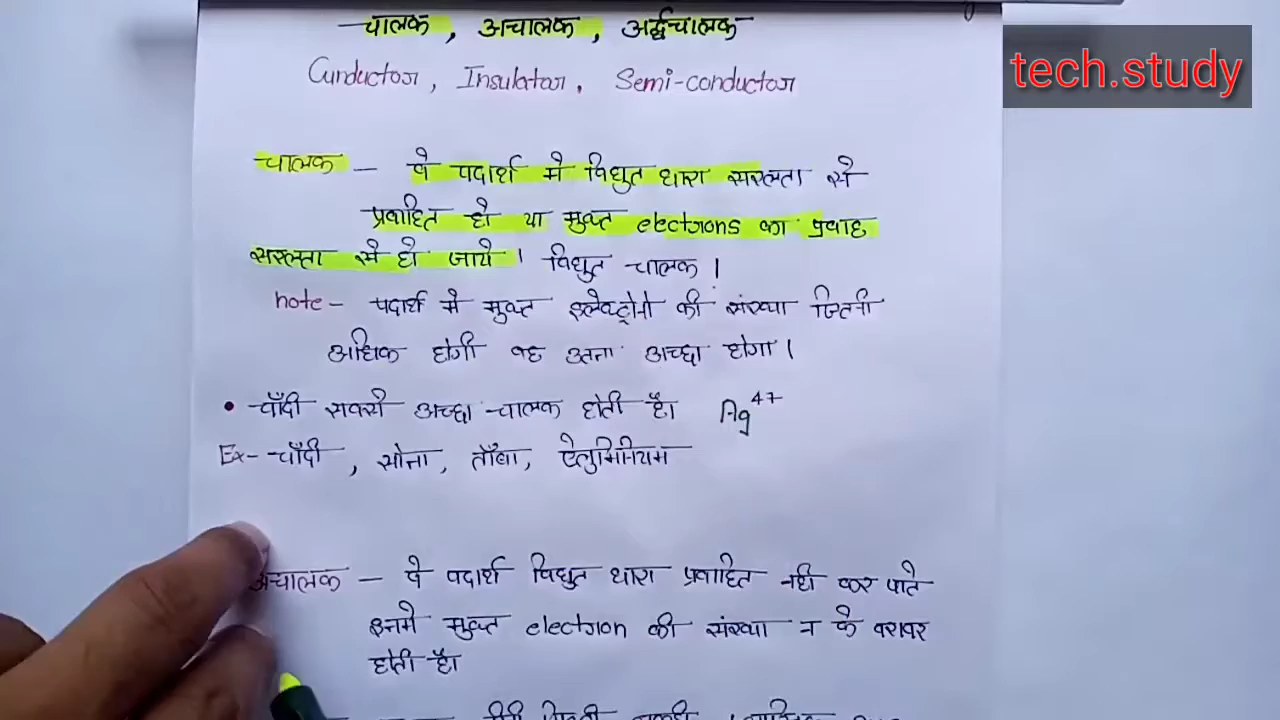 चालक, अचालक, अर्द्धचालक
tech.study
Conductor, Insulator, Semi-conductor
चालक – वे पदार्थ मे विधुत धारा सरलता से
प्रवाहित हो या मुक्त electrons का प्रवाह
सरलता से हो जाये। विधुत चालक।
note – पदार्थ मे मुक्त इलेक्ट्रोनो की संख्या जितनी
अधिक होगी वह उतना अच्छा होगा।
• चाँदी सबसे अच्छा चालक होती है। Ag⁴⁷
Ex- चाँदी, सोना, ताँबा, ऐलुमिनियम
अचालक – वे पदार्थ विधुत धारा प्रवाहित नही कर पाते
इनमे मुक्त electron की संख्या न के बराबर
होती है।